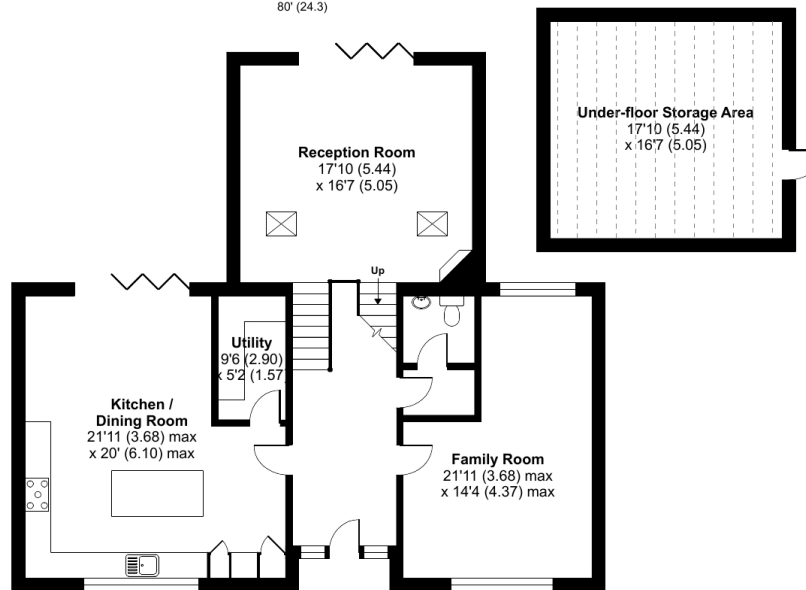 80' (24.3)
Under-floor Storage Area
17'10 (5.44)
x 16'7 (5.05)
Reception Room
17'10 (5.44)
x 16'7 (5.05)
Up
Utility
9'6 (2.90)
x 5'2 (1.57)
Kitchen /
Dining Room
21'11 (3.68) max
x 20' (6.10) max
Family Room
21'11 (3.68) max
x 14'4 (4.37) max